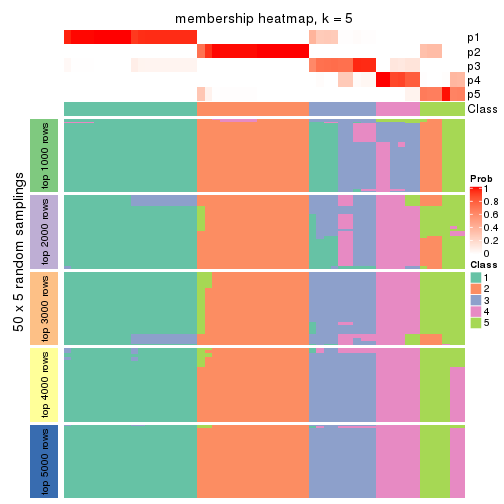 membership heatmap, k = 5
p1
p2
p3
p4
p5
Class
50 x 5 random samplings
top 1000 rows
top 2000 rows
top 3000 rows
top 4000 rows
top 5000 rows
Prob
1
0.8
0.6
0.4
0.2
0
Class
1
2
3
4
5